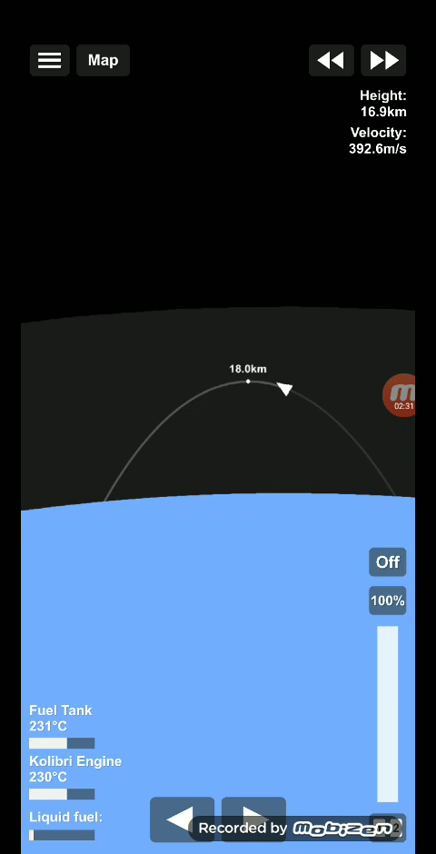 Map
Height:
16.9km
Velocity:
392.6m/s
18.0km
02:31
Off
100%
Fuel Tank
231°C
Kolibri Engine
230°C
Liquid fuel:
Recorded by mobizen